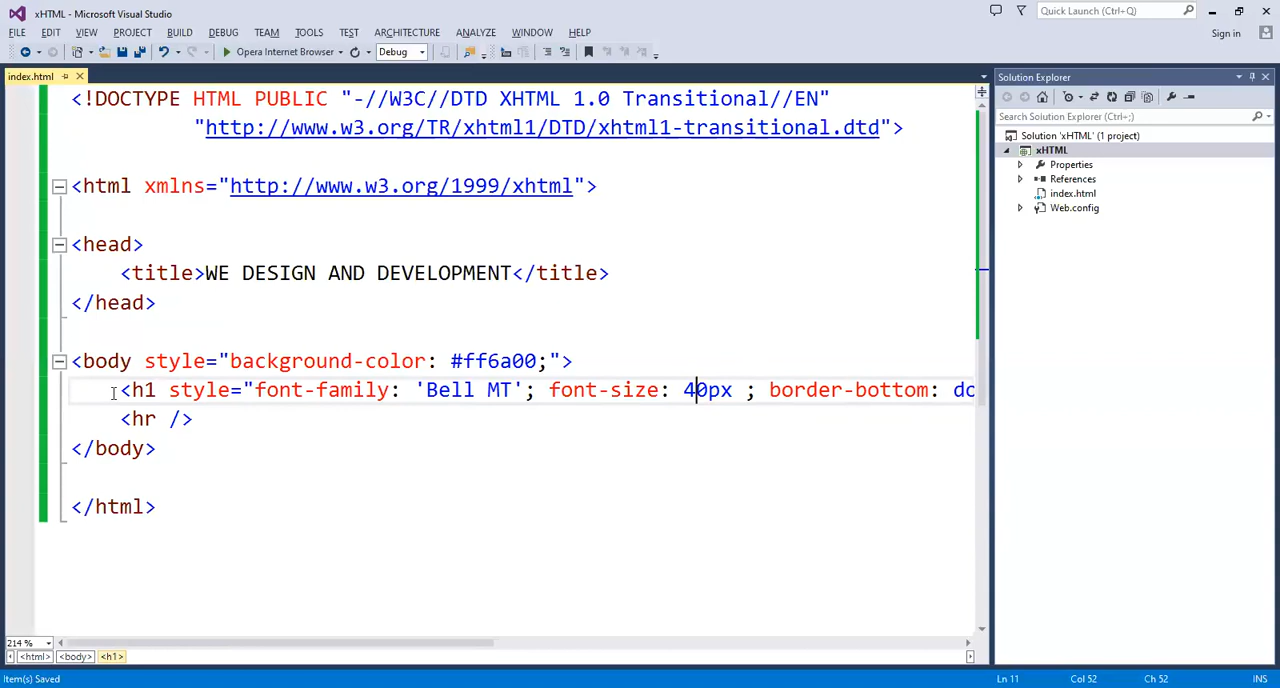 xHTML - Microsoft Visual Studio
Quick Launch (Ctrl+Q)
FILE EDIT VIEW PROJECT BUILD DEBUG TEAM TOOLS TEST ARCHITECTURE ANALYZE WINDOW HELP
Sign in
Opera Internet Browser Debug
index.html
Solution Explorer
<!DOCTYPE HTML PUBLIC "-//W3C//DTD XHTML 1.0 Transitional//EN"
"http://www.w3.org/TR/xhtml1/DTD/xhtml1-transitional.dtd">
<html xmlns="http://www.w3.org/1999/xhtml">
<head>
<title>WE DESIGN AND DEVELOPMENT</title>
</head>
<body style="background-color: #ff6a00;">
<h1 style="font-family: 'Bell MT'; font-size: 40px ; border-bottom: do
<hr />
</body>
</html>
Search Solution Explorer (Ctrl+;)
Solution 'xHTML' (1 project)
xHTML
Properties
References
index.html
Web.config
214 %
<html> <body> <h1>
Item(s) Saved
Ln 11 Col 52 Ch 52 INS